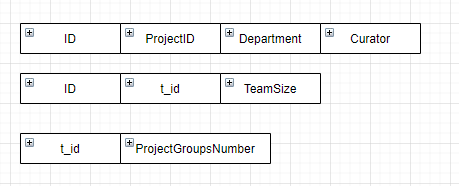 ID ProjectID Department Curator
ID t_id TeamSize
t_id ProjectGroupsNumber